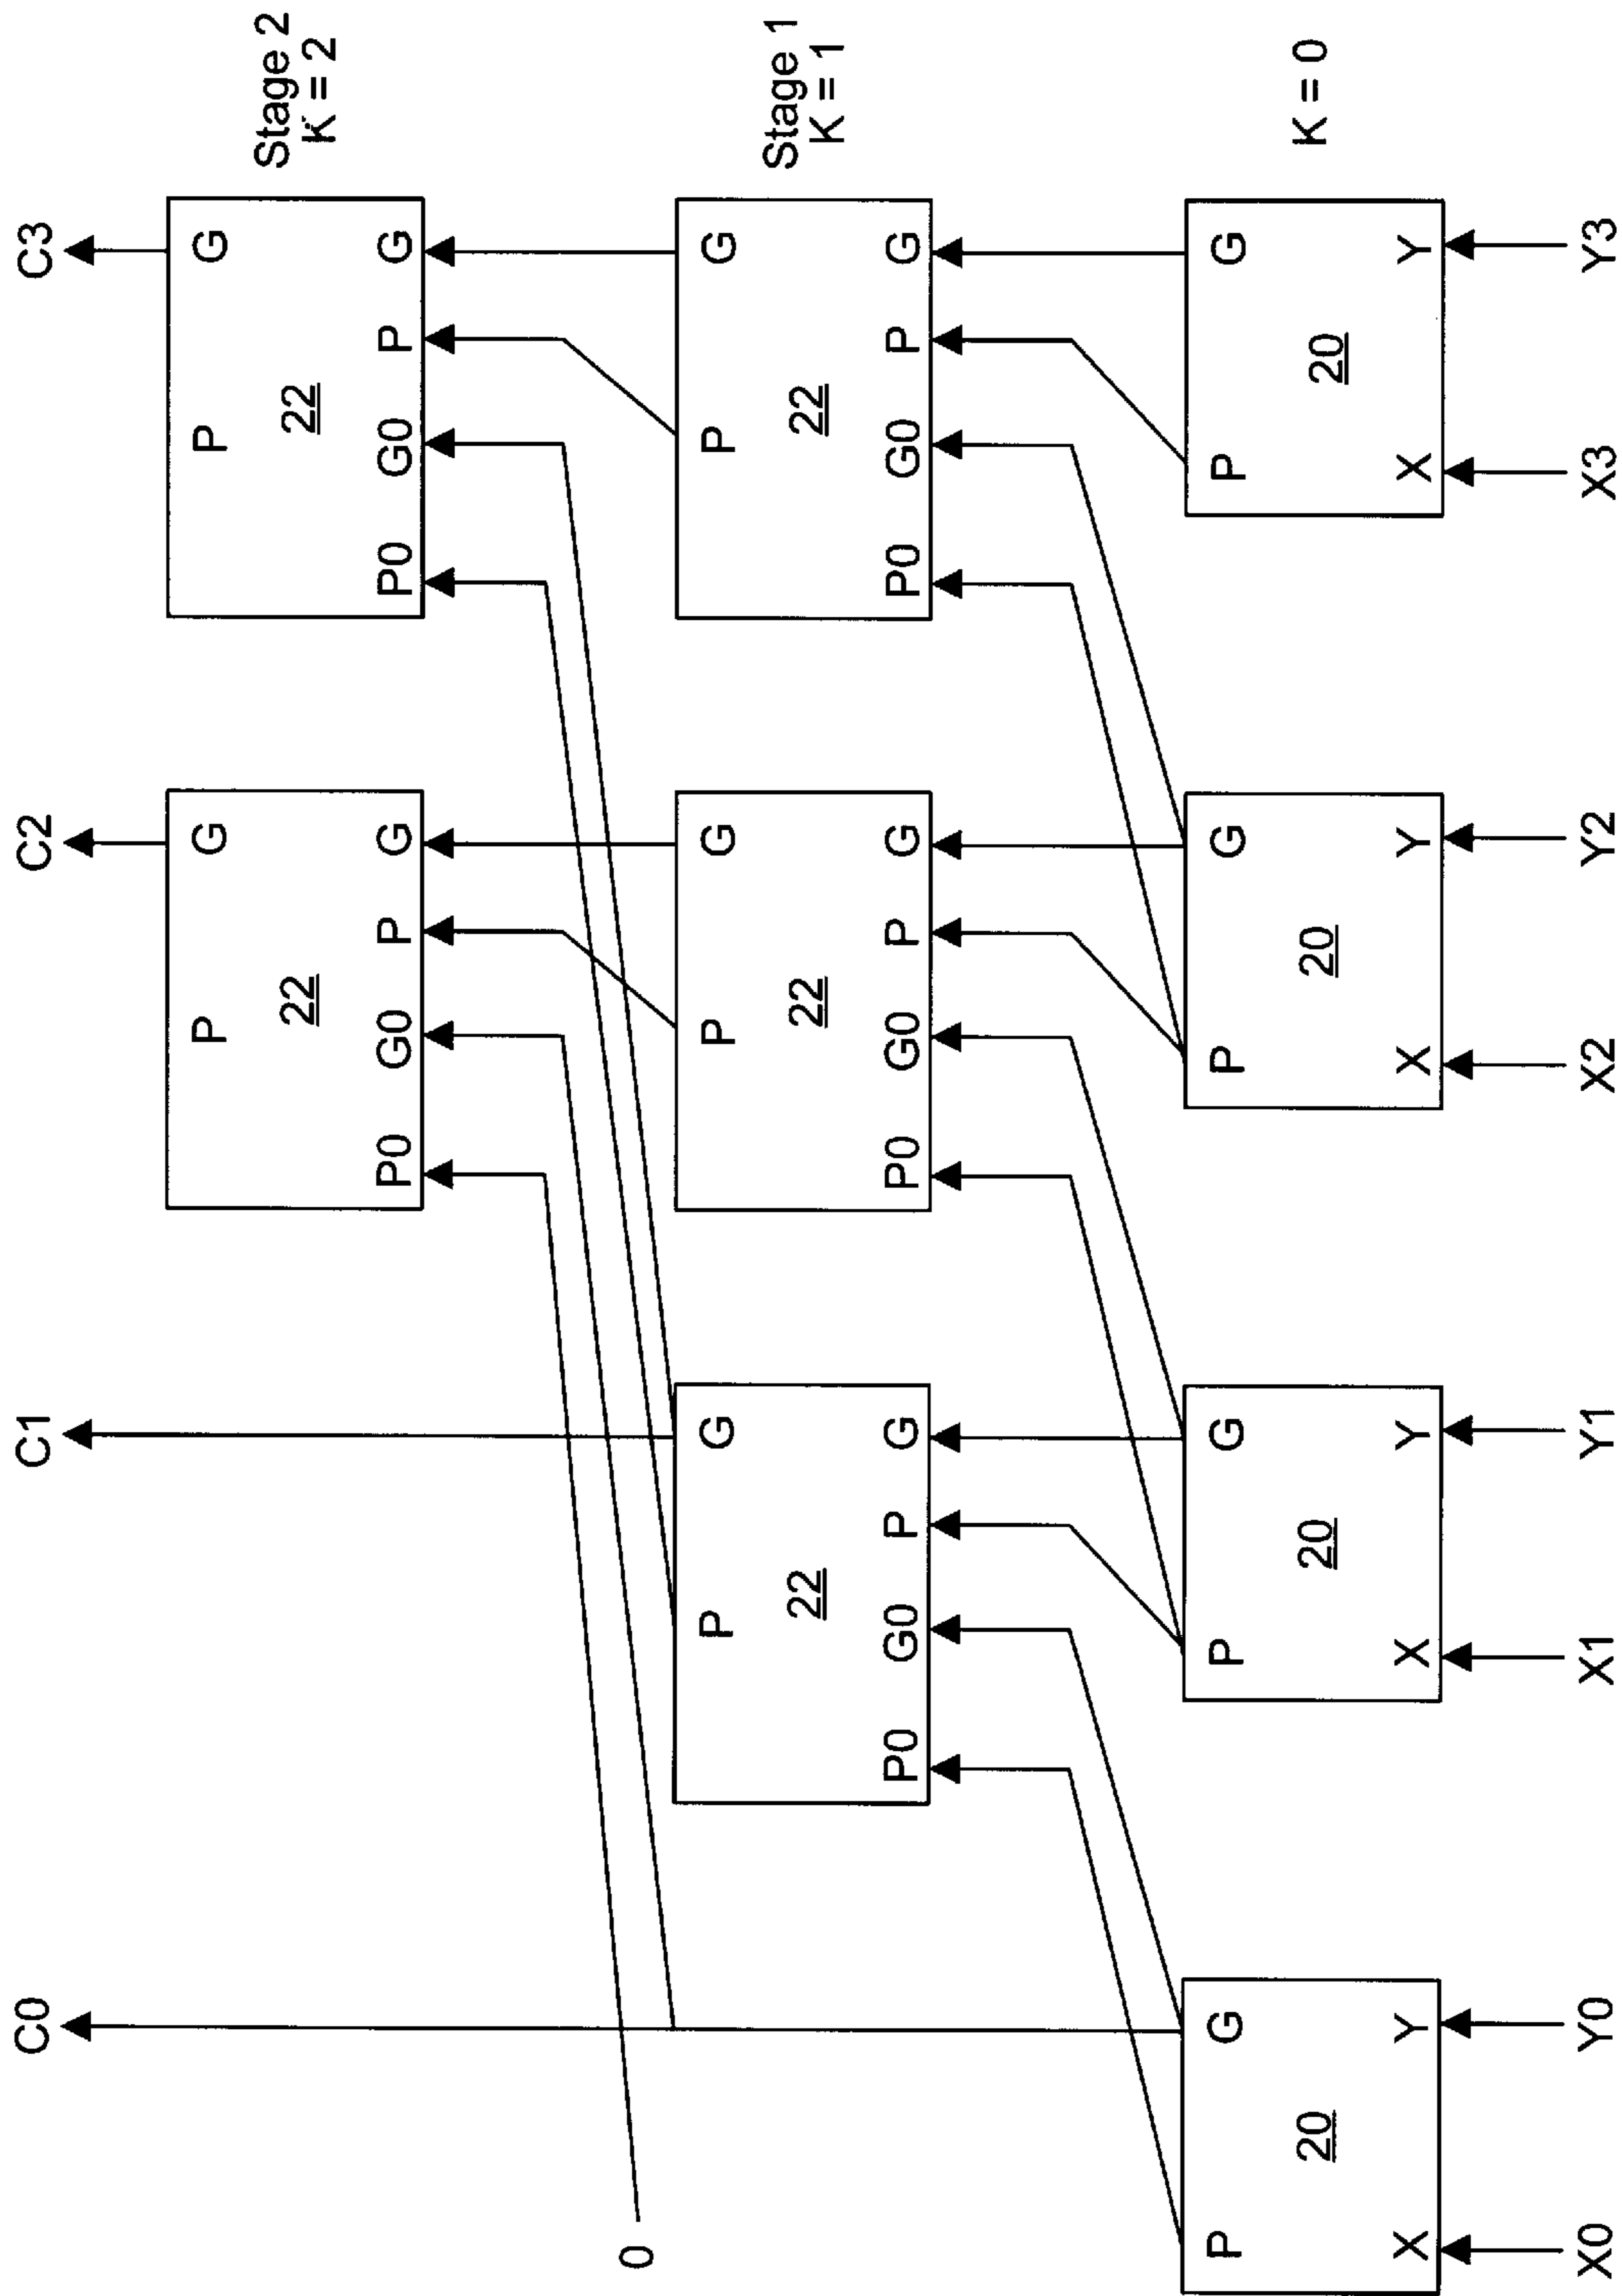 C0 C1 C2 C3
P G P G Stage 2
22 22 K = 2
P0 G0 P G P0 G0 P G
0
P G P G P G Stage 1
22 22 22 K = 1
P0 G0 P G P0 G0 P G P0 G0 P G
P G P G P G P G
20 20 20 20 K = 0
X Y X Y X Y X Y
X0 Y0 X1 Y1 X2 Y2 X3 Y3